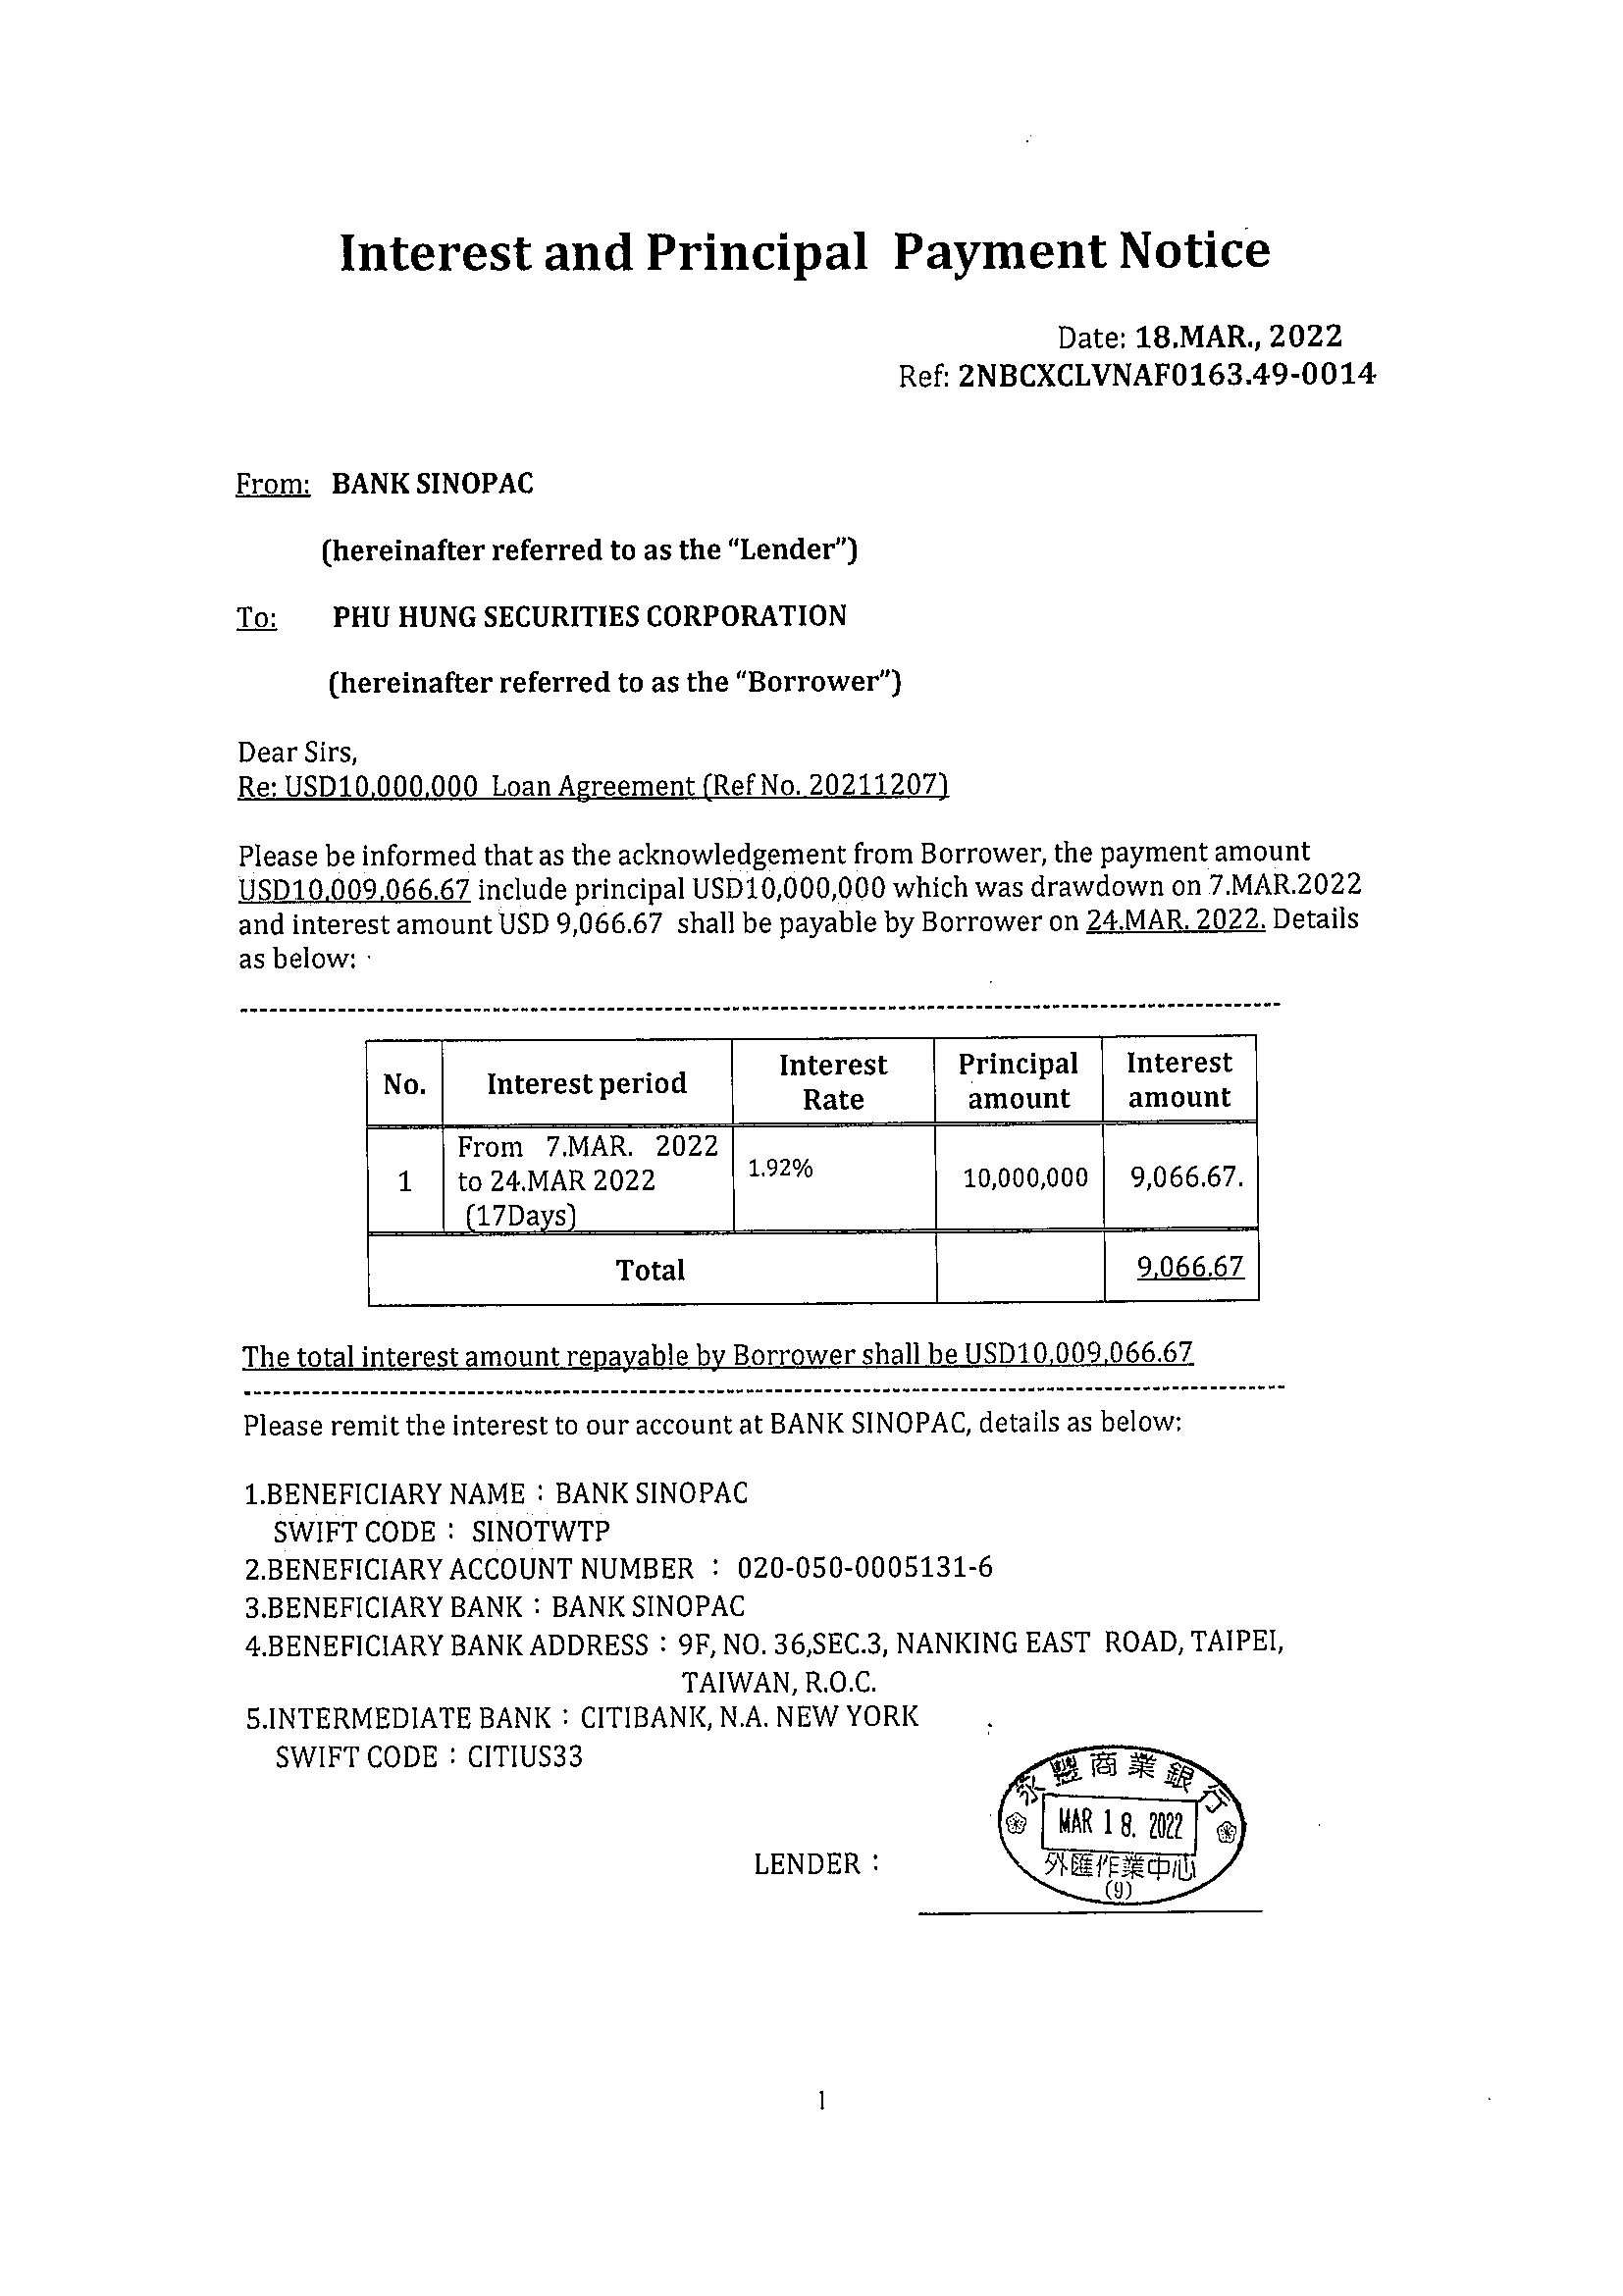 Interest and Principal Payment Notice
Date: 18.MAR., 2022
Ref: 2NBCXCLVNAF0163.49-0014
From: BANK SINOPAC
(hereinafter referred to as the “Lender”)
To: PHU HUNG SECURITIES CORPORATION
(hereinafter referred to as the “Borrower”)
Dear Sirs,
Re: USD10,000,000 Loan Agreement (Ref No. 20211207)
Please be informed that as the acknowledgement from Borrower, the payment amount
USD10,009,066.67 include principal USD10,000,000 which was drawdown on 7.MAR.2022
and interest amount USD 9,066.67 shall be payable by Borrower on 24.MAR. 2022. Details
as below:
No. Interest period Interest Rate Principal amount Interest amount
1 From 7.MAR. 2022 to 24.MAR 2022 (17Days) 1.92% 10,000,000 9,066.67.
Total 9,066.67
The total interest amount repayable by Borrower shall be USD10,009,066.67
Please remit the interest to our account at BANK SINOPAC, details as below:
1.BENEFICIARY NAME：BANK SINOPAC
SWIFT CODE： SINOTWTP
2.BENEFICIARY ACCOUNT NUMBER ： 020-050-0005131-6
3.BENEFICIARY BANK：BANK SINOPAC
4.BENEFICIARY BANK ADDRESS：9F, NO. 36,SEC.3, NANKING EAST ROAD, TAIPEI,
TAIWAN, R.O.C.
5.INTERMEDIATE BANK：CITIBANK, N.A. NEW YORK
SWIFT CODE：CITIUS33
永豐商業銀行
MAR 18. 2022
外匯作業中心
(9)
LENDER：
1